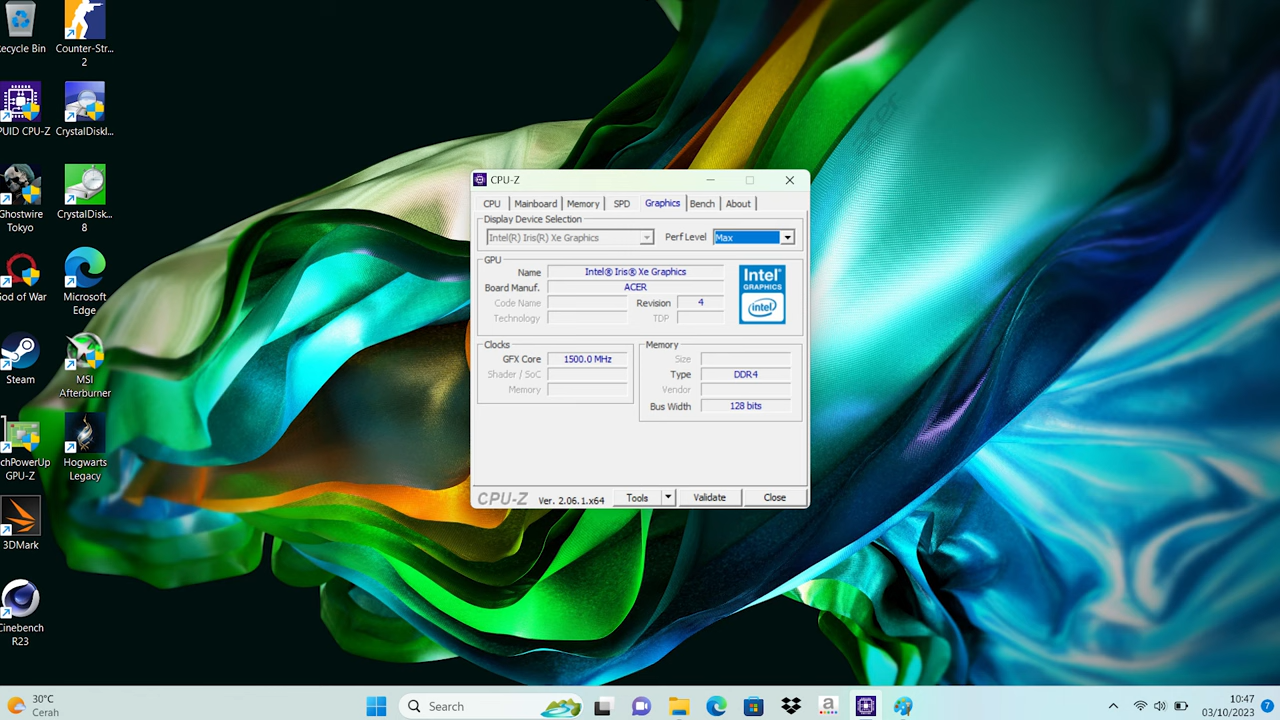 ecycle Bin
Counter-Str...
2
PUID CPU-Z
CrystalDiskI...
Ghostwire
Tokyo
CrystalDisk...
8
od of War
Microsoft
Edge
Steam
MSI
Afterburner
chPowerUp
GPU-Z
Hogwarts
Legacy
3DMark
Cinebench
R23
acer
CPU-Z
CPU Mainboard Memory SPD Graphics Bench About
Display Device Selection
Intel(R) Iris(R) Xe Graphics Perf Level Max
GPU
Name Intel® Iris® Xe Graphics
Board Manuf. ACER
Code Name Revision 4
Technology TDP
intel®
GRAPHICS
intel
Clocks
GFX Core 1500.0 MHz
Shader / SoC
Memory
Memory
Size
Type DDR4
Vendor
Bus Width 128 bits
CPU-Z Ver. 2.06.1.x64 Tools Validate Close
30°C
Cerah
Search
a
10:47
03/10/2023
7